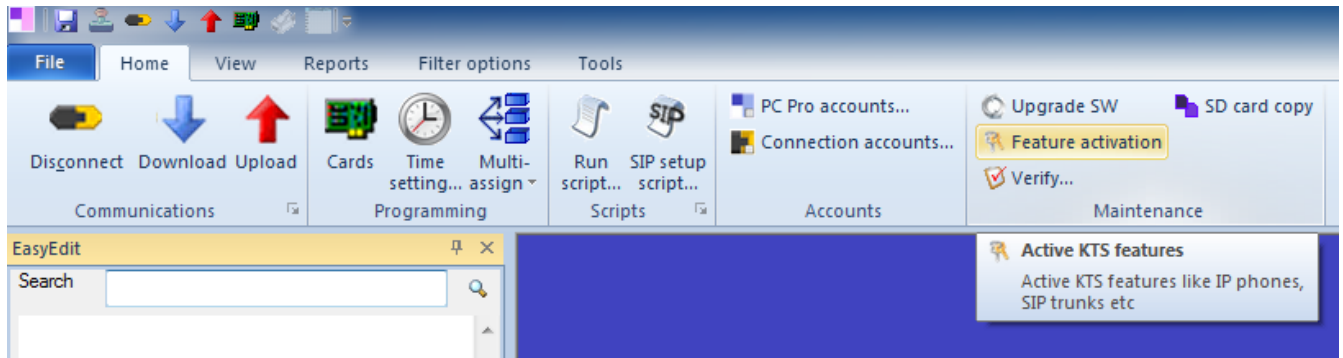 File Home View Reports Filter options Tools
Disconnect Download Upload
Cards Time setting... Multi-assign
Run script... SIP setup script...
SIP
PC Pro accounts...
Connection accounts...
Upgrade SW SD card copy
Feature activation
Verify...
Communications Programming Scripts Accounts Maintenance
EasyEdit
Search
Active KTS features
Active KTS features like IP phones,
SIP trunks etc